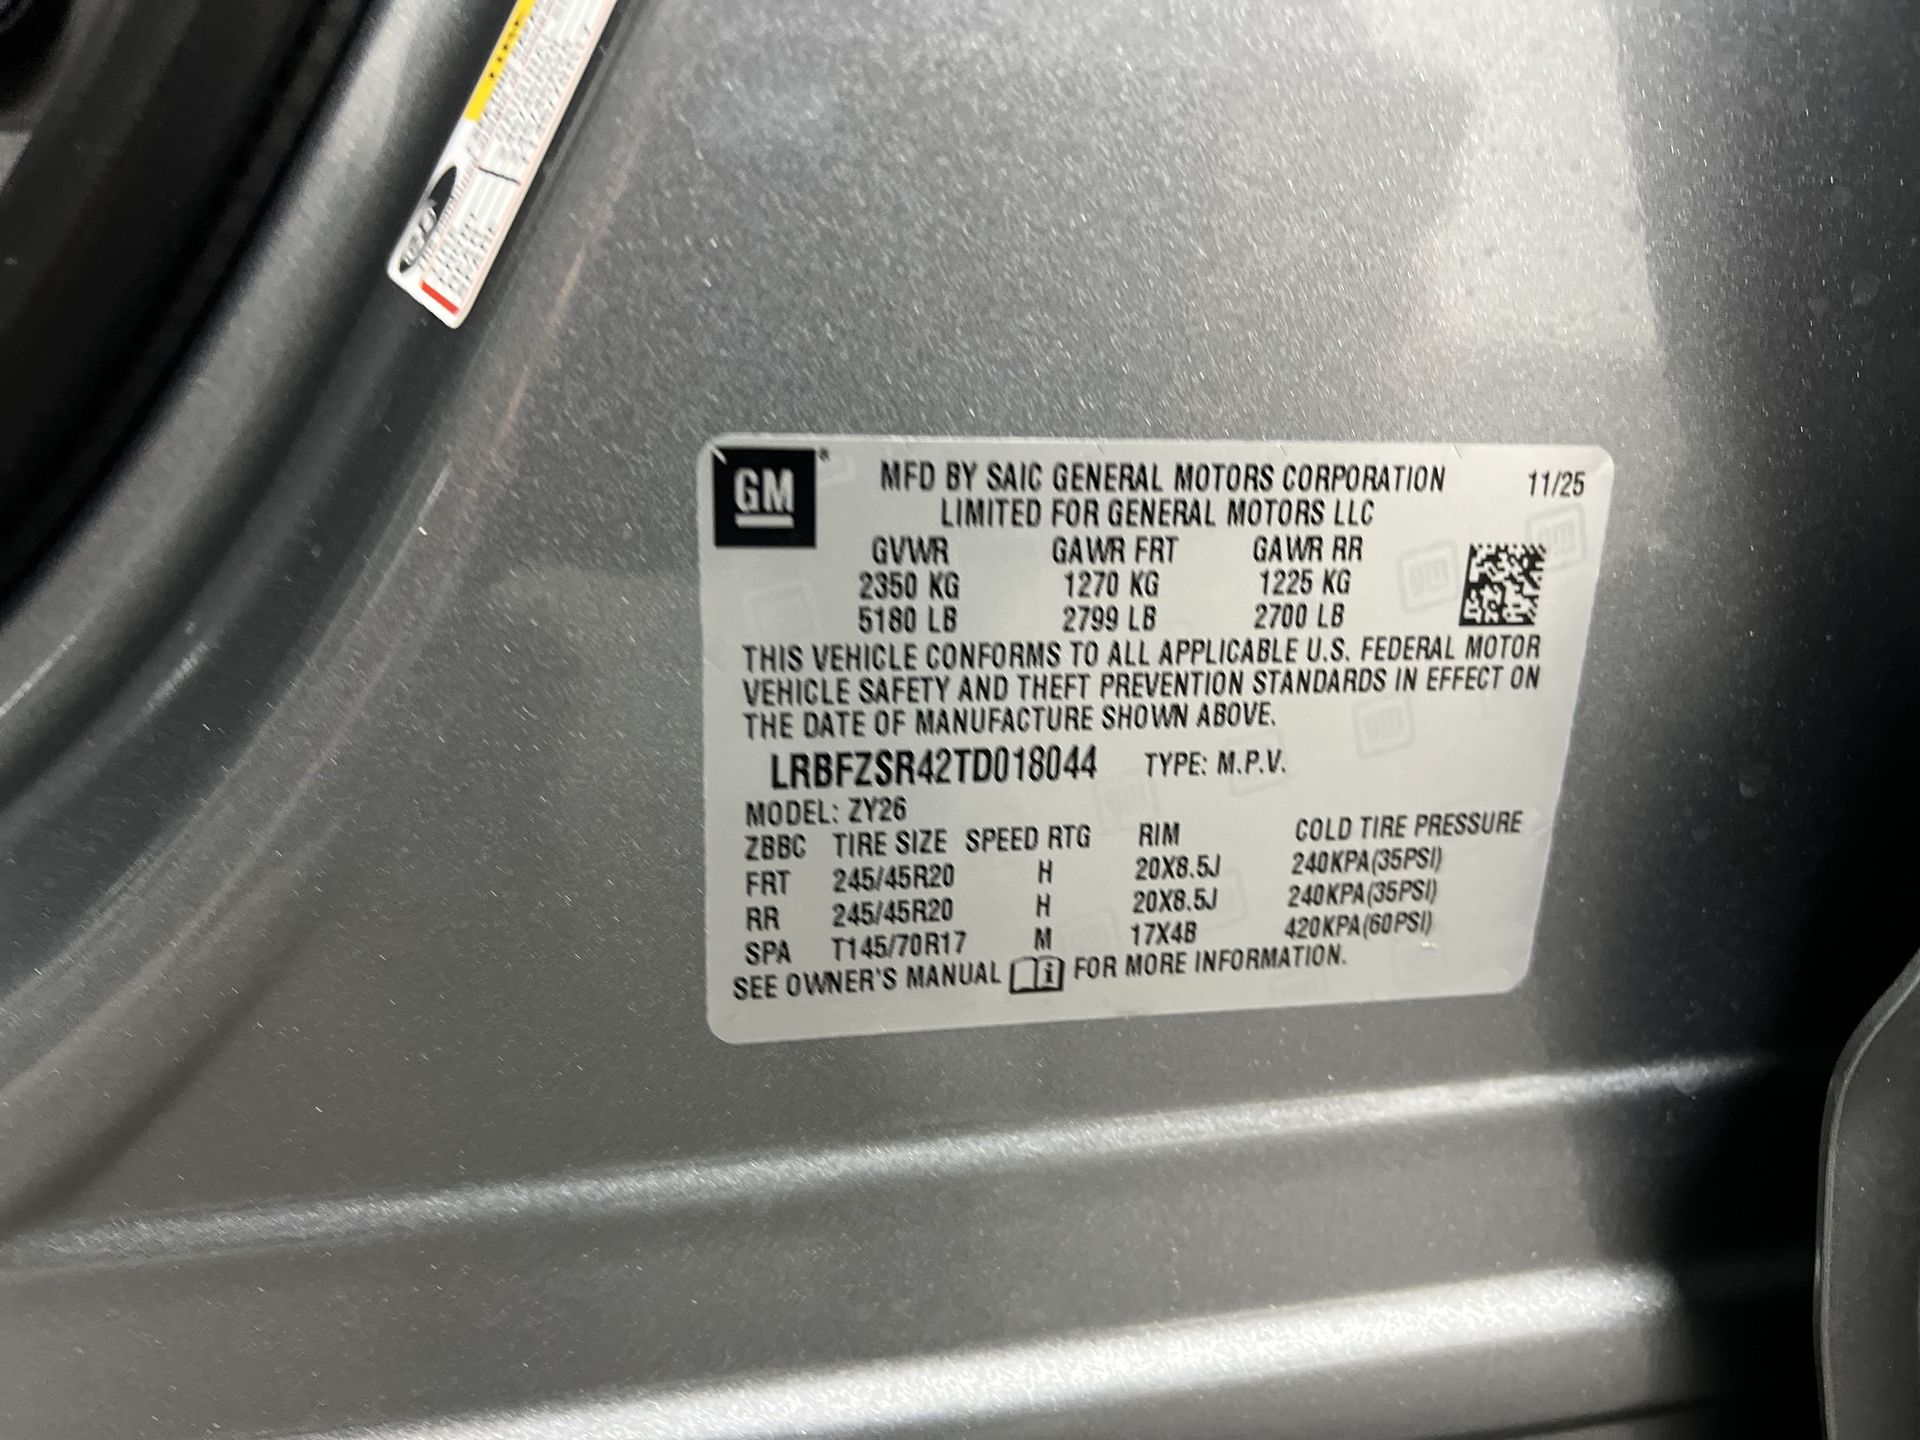 GM®
MFD BY SAIC GENERAL MOTORS CORPORATION 11/25
LIMITED FOR GENERAL MOTORS LLC
GVWR GAWR FRT GAWR RR
2350 KG 1270 KG 1225 KG
5180 LB 2799 LB 2700 LB
THIS VEHICLE CONFORMS TO ALL APPLICABLE U.S. FEDERAL MOTOR
VEHICLE SAFETY AND THEFT PREVENTION STANDARDS IN EFFECT ON
THE DATE OF MANUFACTURE SHOWN ABOVE.
LRBFZSR42TD018044 TYPE: M.P.V.
MODEL: ZY26
ZBBC TIRE SIZE SPEED RTG RIM COLD TIRE PRESSURE
FRT 245/45R20 H 20X8.5J 240KPA(35PSI)
RR 245/45R20 H 20X8.5J 240KPA(35PSI)
SPA T145/70R17 M 17X4B 420KPA(60PSI)
SEE OWNER'S MANUAL FOR MORE INFORMATION.